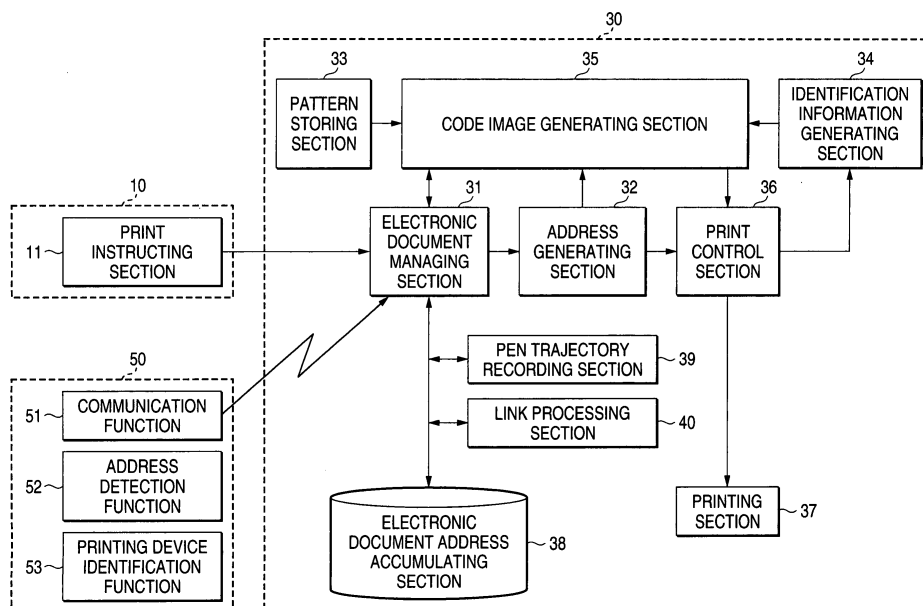 30
33
35
34
PATTERN
STORING
SECTION
CODE IMAGE GENERATING SECTION
IDENTIFICATION
INFORMATION
GENERATING
SECTION
10
31
32
36
11
PRINT
INSTRUCTING
SECTION
ELECTRONIC
DOCUMENT
MANAGING
SECTION
ADDRESS
GENERATING
SECTION
PRINT
CONTROL
SECTION
50
PEN TRAJECTORY
RECORDING SECTION
39
51
COMMUNICATION
FUNCTION
LINK PROCESSING
SECTION
40
52
ADDRESS
DETECTION
FUNCTION
53
PRINTING DEVICE
IDENTIFICATION
FUNCTION
ELECTRONIC
DOCUMENT ADDRESS
ACCUMULATING
SECTION
38
PRINTING
SECTION
37